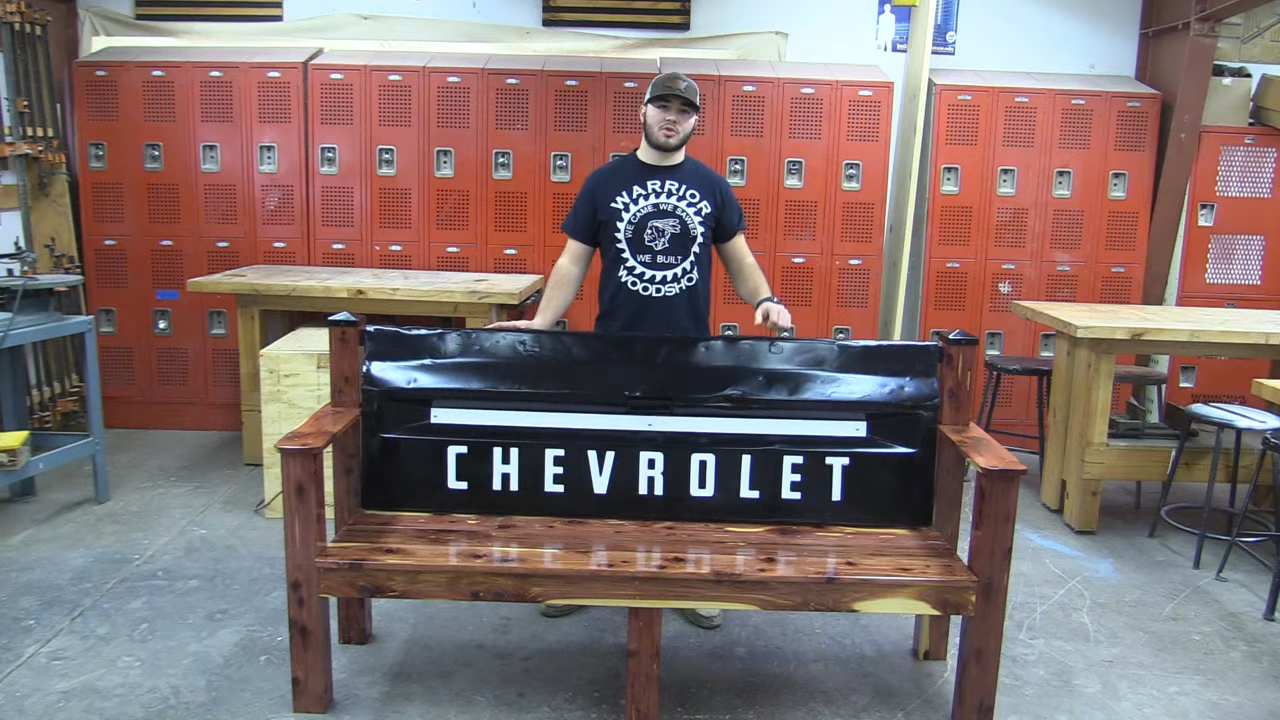 WARRIOR
WE CAME, WE SAWED,
WE BUILT
WOODSHOP
CHEVROLET